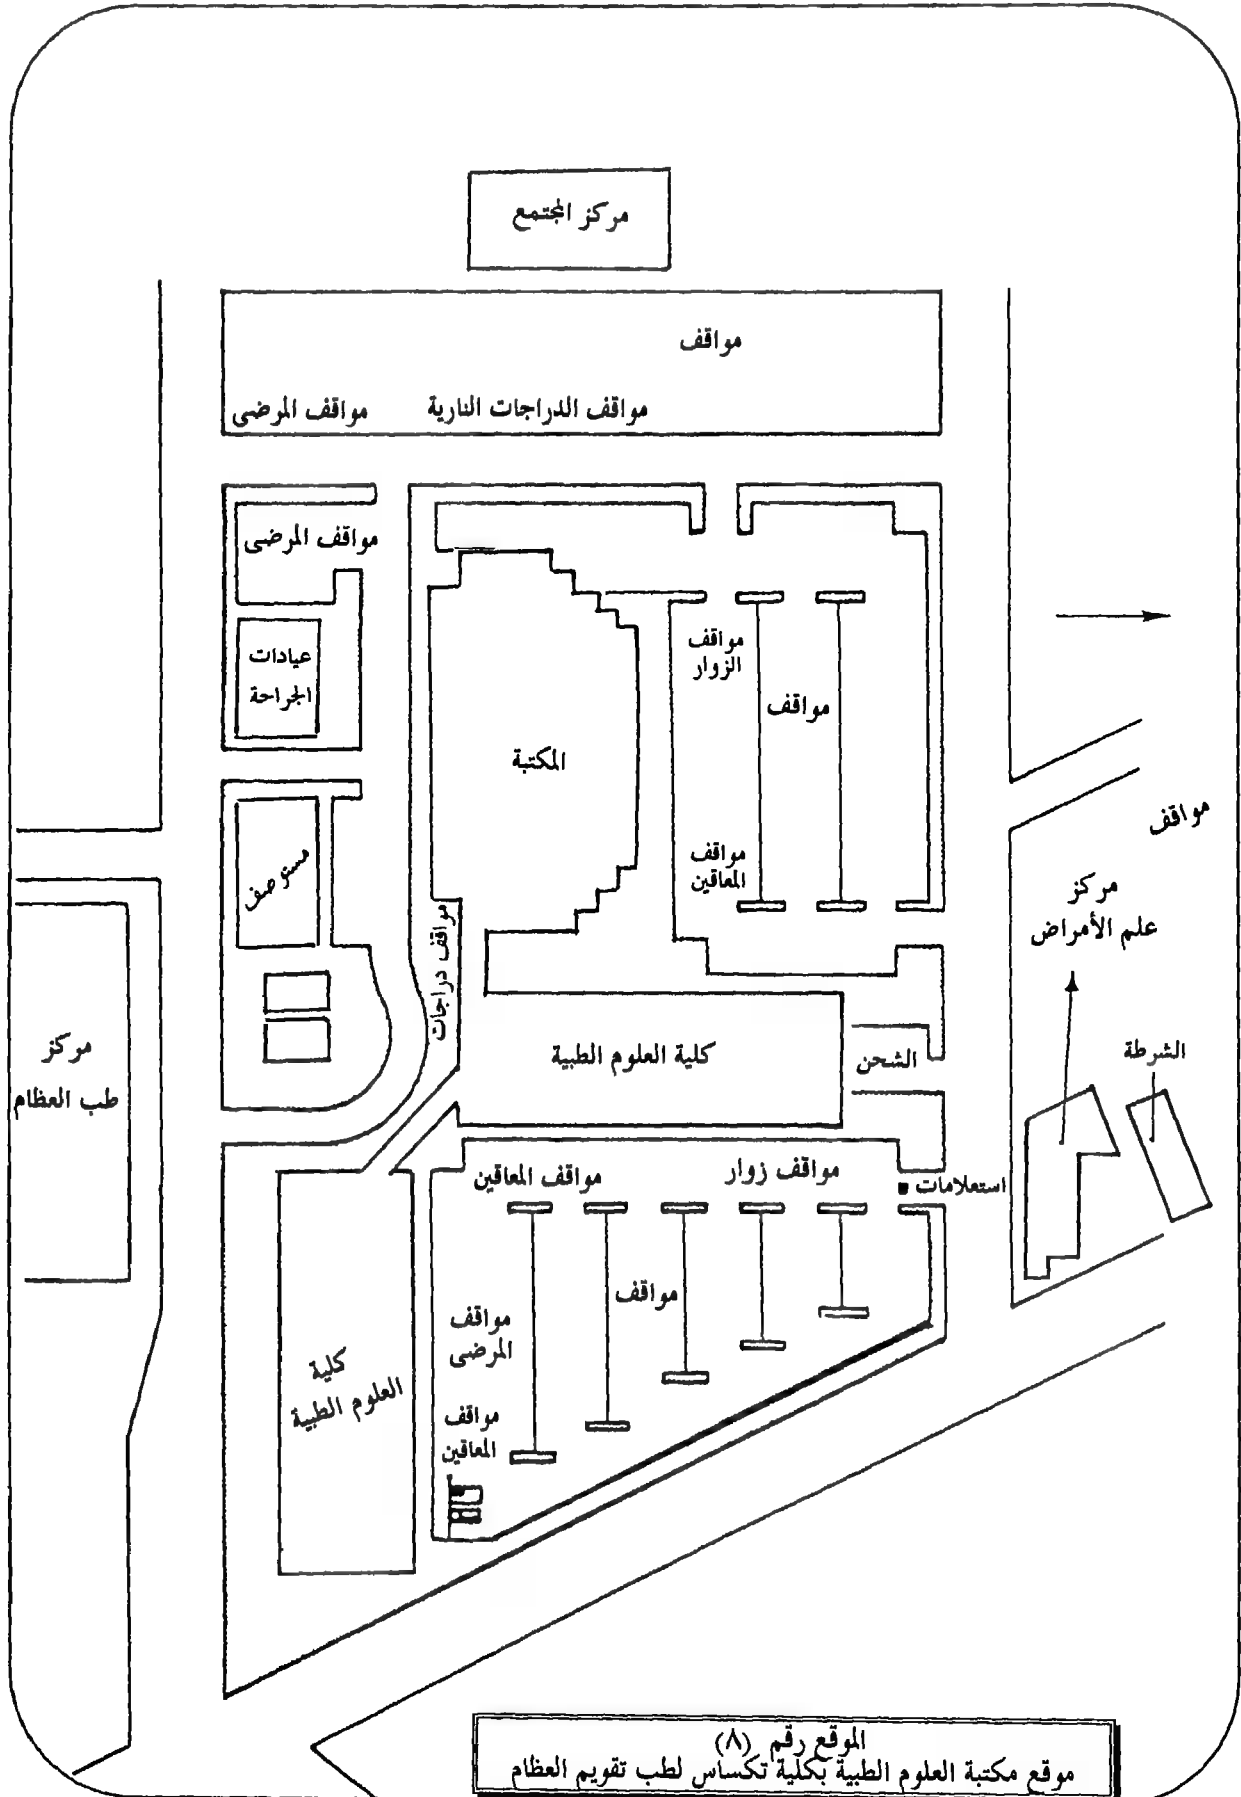 مركز المجتمع
مواقف
مواقف الدراجات النارية
مواقف المرضى
مواقف المرضى
عيادات
الجراحة
مواقف
الزوار
مواقف
المكتبة
مواقف
المعاقين
مستوصف
مواقف دراجات
مواقف
مركز
علم الأمراض
الشرطة
مركز
طب العظام
كلية العلوم الطبية
الشحن
استعلامات
مواقف زوار
مواقف المعاقين
مواقف
مواقف
المرضى
مواقف
المعاقين
كلية
العلوم الطبية
الموقع رقم (٨)
موقع مكتبة العلوم الطبية بكلية تكساس لطب تقويم العظام